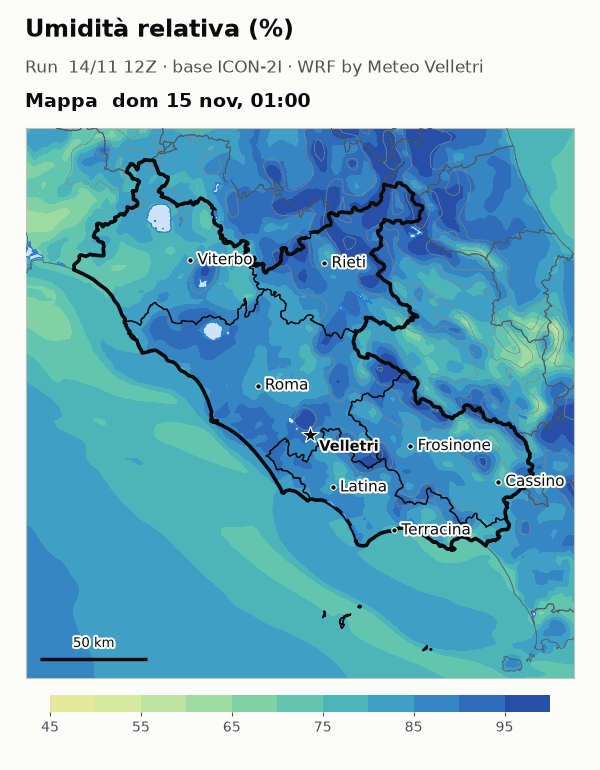 Umidità relativa (%)
Run 14/11 12Z · base ICON-2I · WRF by Meteo Velletri
Mappa dom 15 nov, 01:00
Viterbo
Rieti
Roma
Velletri
Frosinone
Latina
Cassino
Terracina
50 km
45 55 65 75 85 95